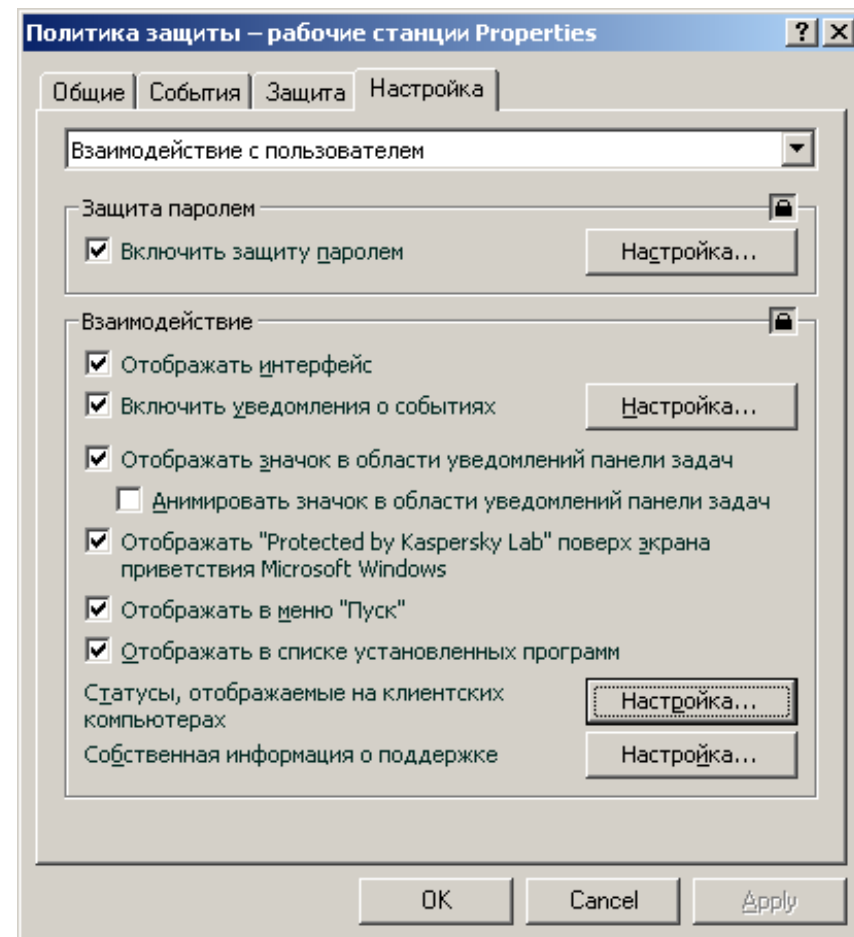 Политика защиты – рабочие станции Properties
Общие События Защита Настройка
Взаимодействие с пользователем
Защита паролем
Включить защиту паролем Настройка...
Взаимодействие
Отображать интерфейс
Включить уведомления о событиях Настройка...
Отображать значок в области уведомлений панели задач
Анимировать значок в области уведомлений панели задач
Отображать "Protected by Kaspersky Lab" поверх экрана
приветствия Microsoft Windows
Отображать в меню "Пуск"
Отображать в списке установленных программ
Статусы, отображаемые на клиентских
компьютерах Настройка...
Собственная информация о поддержке Настройка...
OK Cancel Apply